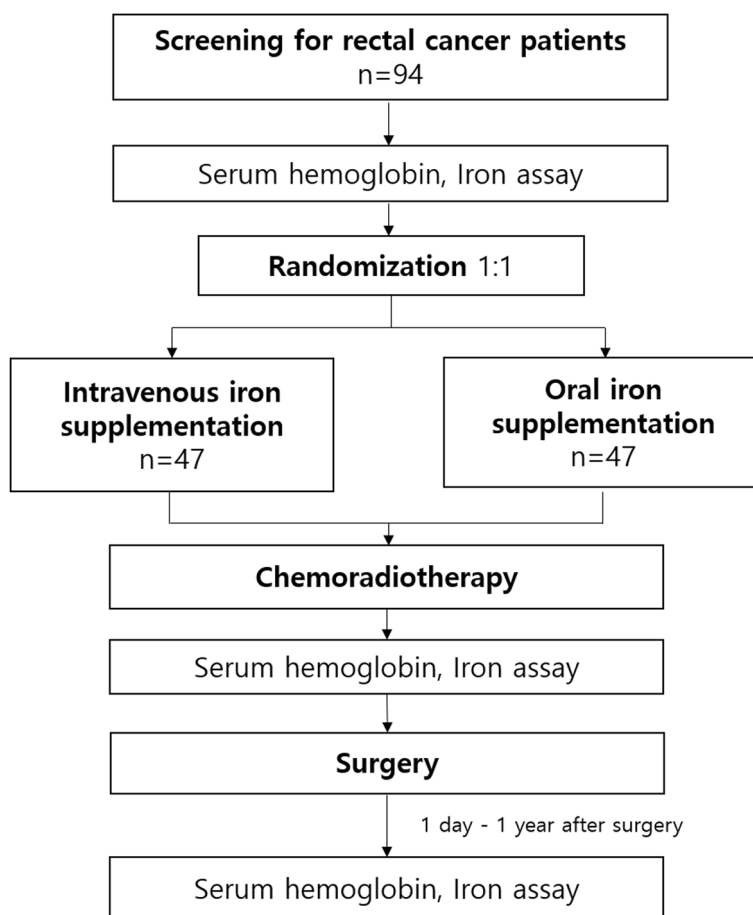 Screening for rectal cancer patients
n=94
Serum hemoglobin, Iron assay
Randomization 1:1
Intravenous iron
supplementation
n=47
Oral iron
supplementation
n=47
Chemoradiotherapy
Serum hemoglobin, Iron assay
Surgery
1 day - 1 year after surgery
Serum hemoglobin, Iron assay